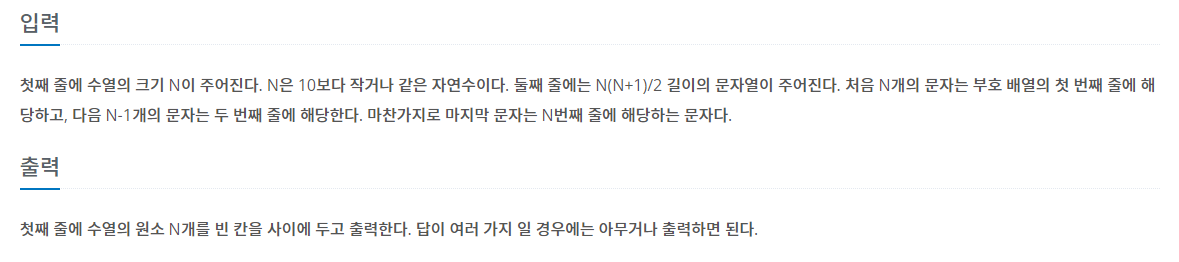 입력
첫째 줄에 수열의 크기 N이 주어진다. N은 10보다 작거나 같은 자연수이다. 둘째 줄에는 N(N+1)/2 길이의 문자열이 주어진다. 처음 N개의 문자는 부호 배열의 첫 번째 줄에 해
당하고, 다음 N-1개의 문자는 두 번째 줄에 해당한다. 마찬가지로 마지막 문자는 N번째 줄에 해당하는 문자다.
출력
첫째 줄에 수열의 원소 N개를 빈 칸을 사이에 두고 출력한다. 답이 여러 가지 일 경우에는 아무거나 출력하면 된다.